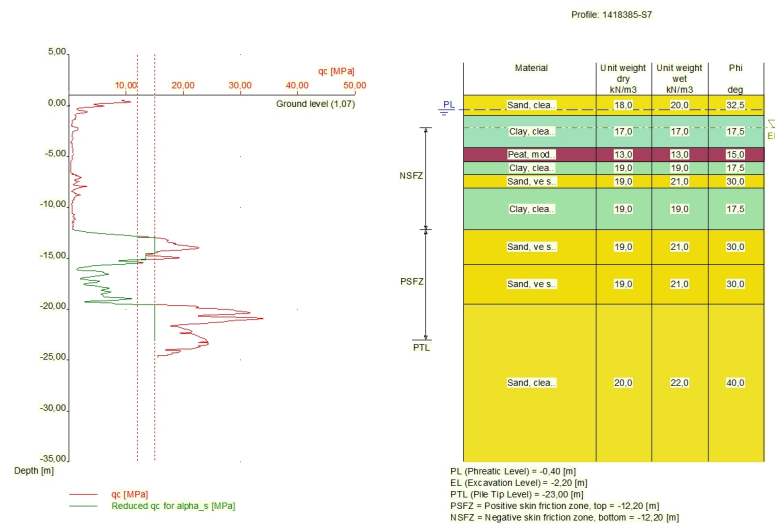 Profile: 1418385-S7
5,00
qc [MPa]
10,00 20,00 30,00 40,00 50,00
0,00
Ground level (1,07)
-5,00
-10,00
-15,00
-20,00
-25,00
-30,00
-35,00
Depth [m]
qc [MPa]
Reduced qc for alpha_s [MPa]
PL
NSFZ
PSFZ
PTL
Material Unit weight dry kN/m3 Unit weight wet kN/m3 Phi deg
Sand, clea.. 18,0 20,0 32,5
Clay, clea.. 17,0 17,0 17,5
Peat, mod.. 13,0 13,0 15,0
Clay, clea.. 19,0 19,0 17,5
Sand, ve s.. 19,0 21,0 30,0
Clay, clea.. 19,0 19,0 17,5
Sand, ve s.. 19,0 21,0 30,0
Sand, ve s.. 19,0 21,0 30,0
Sand, clea.. 20,0 22,0 40,0
PL (Phreatic Level) = -0,40 [m]
EL (Excavation Level) = -2,20 [m]
PTL (Pile Tip Level) = -23,00 [m]
PSFZ = Positive skin friction zone, top = -12,20 [m]
NSFZ = Negative skin friction zone, bottom = -12,20 [m]